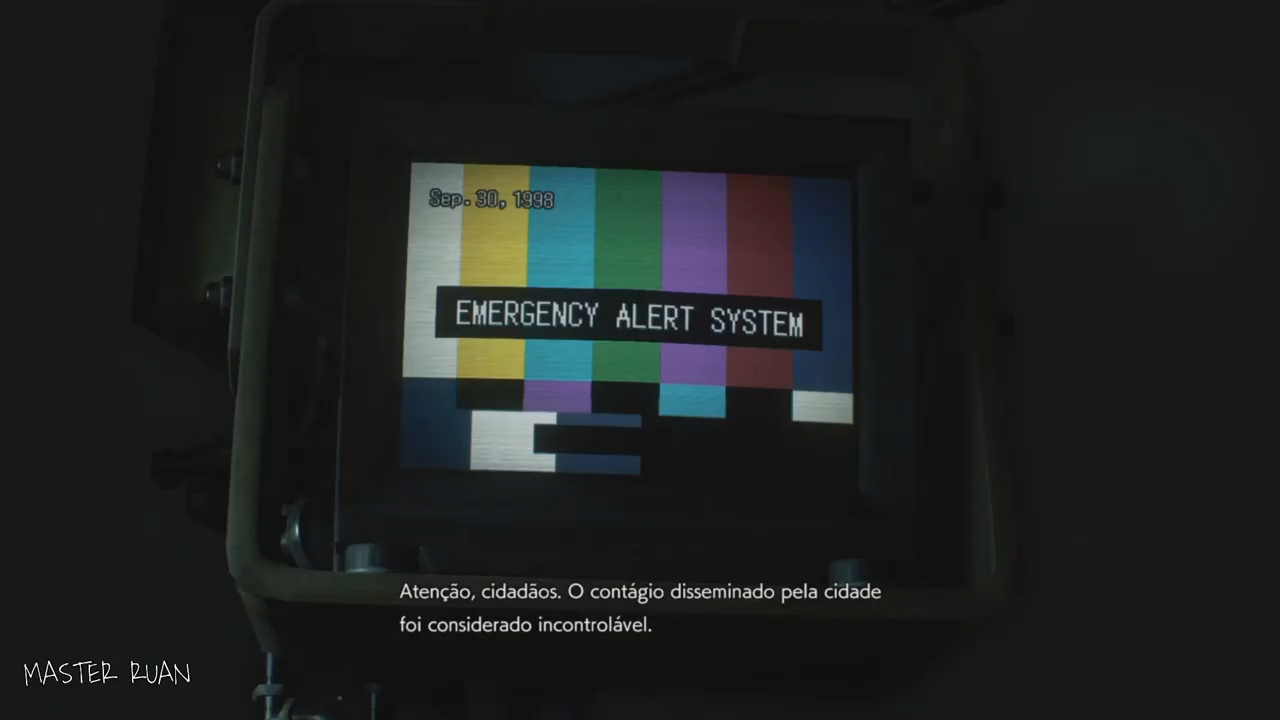 Sep. 30, 1998
EMERGENCY ALERT SYSTEM
Atenção, cidadãos. O contágio disseminado pela cidade
foi considerado incontrolável.
MASTER RUAN